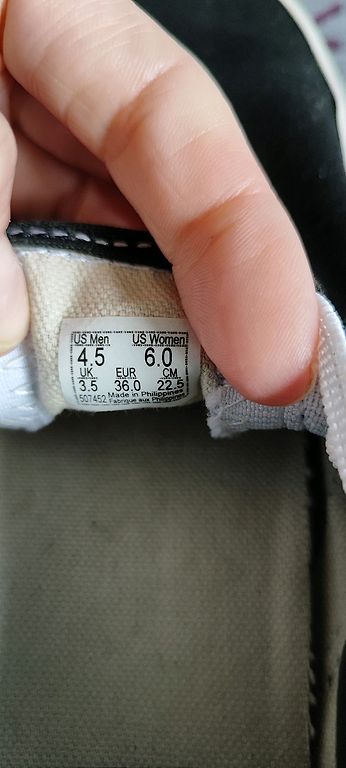 US Men US Women
4.5 6.0
UK EUR CM
3.5 36.0 22.5
507452 Made in Philippines
Fabriqué aux Philippines